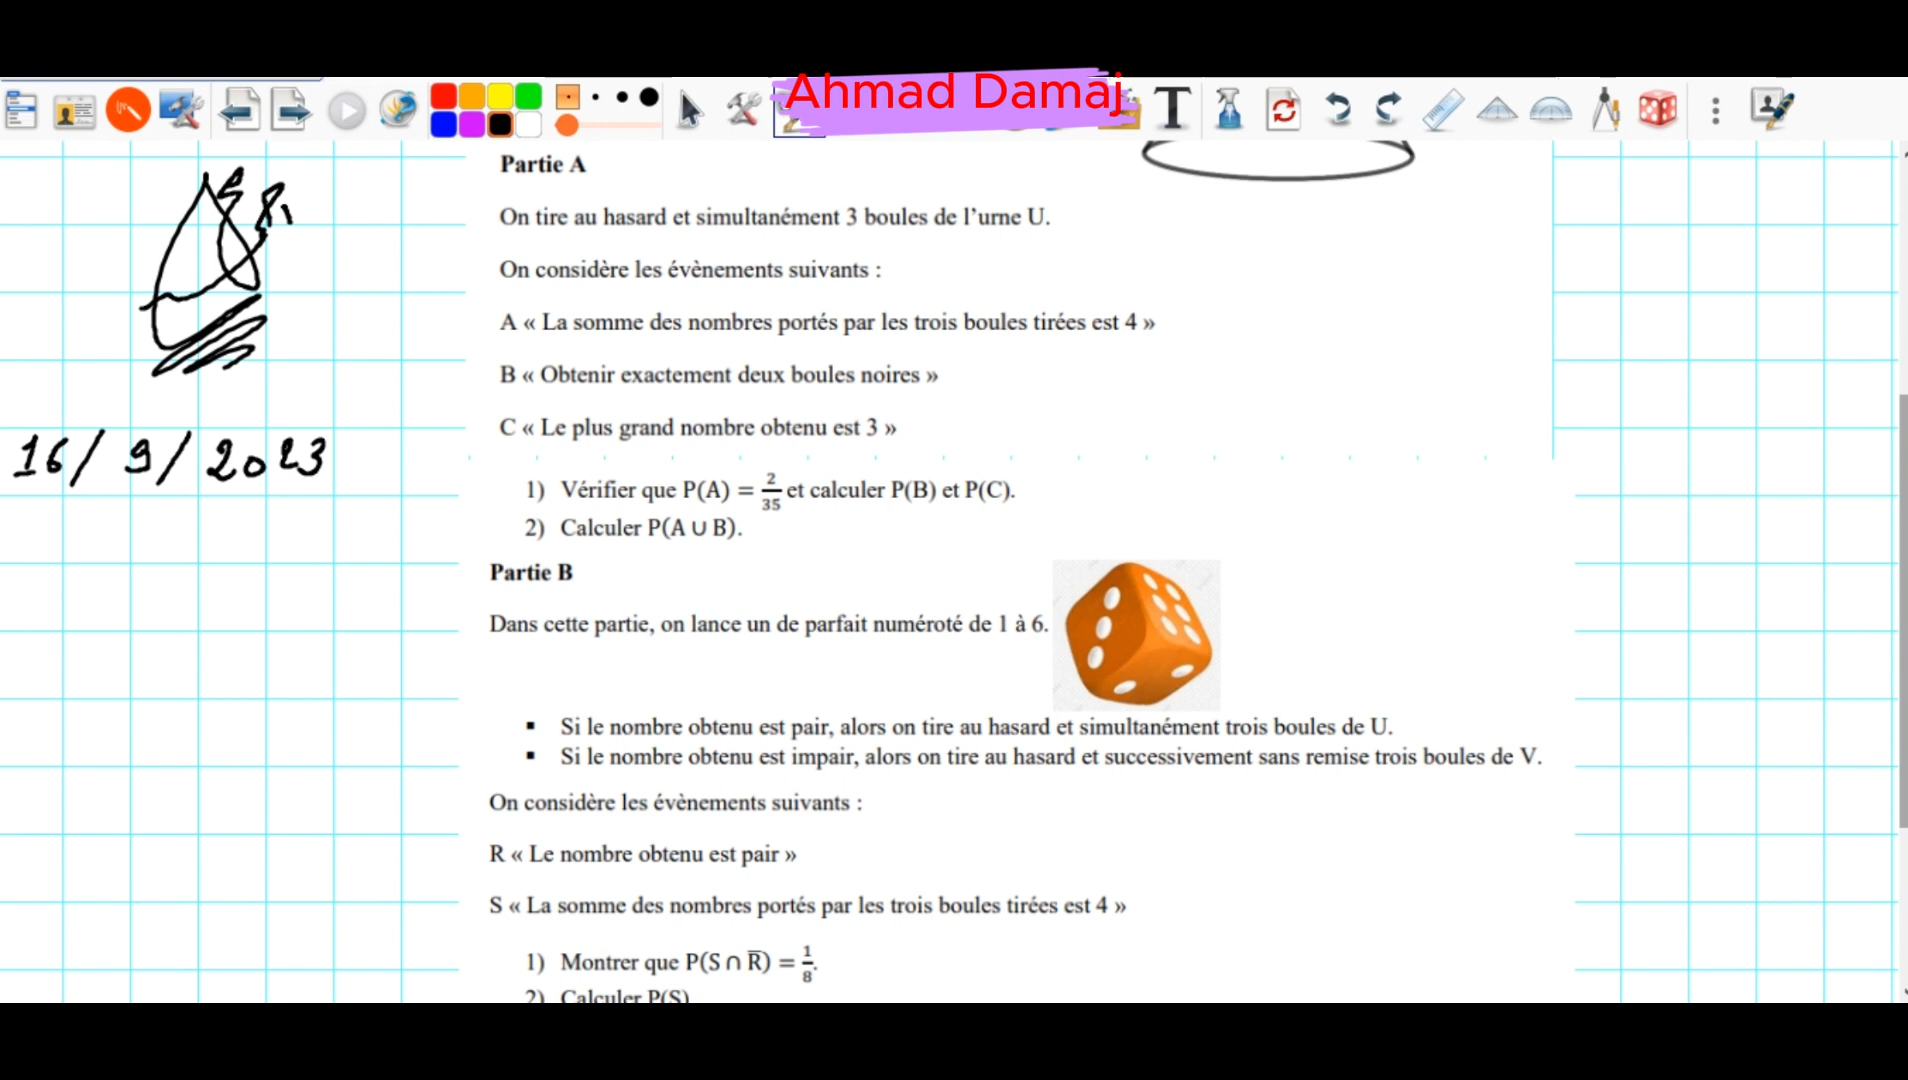 Ahmad Damaj
Partie A
On tire au hasard et simultanément 3 boules de l’urne U.
On considère les évènements suivants :
A « La somme des nombres portés par les trois boules tirées est 4 »
B « Obtenir exactement deux boules noires »
C « Le plus grand nombre obtenu est 3 »
16/9/2023
1) Vérifier que P(A) = 2/35 et calculer P(B) et P(C).
2) Calculer P(A ∪ B).
Partie B
Dans cette partie, on lance un de parfait numéroté de 1 à 6.
▪ Si le nombre obtenu est pair, alors on tire au hasard et simultanément trois boules de U.
▪ Si le nombre obtenu est impair, alors on tire au hasard et successivement sans remise trois boules de V.
On considère les évènements suivants :
R « Le nombre obtenu est pair »
S « La somme des nombres portés par les trois boules tirées est 4 »
1) Montrer que P(S ∩ R̅) = 1/8.
2) Calculer P(S)